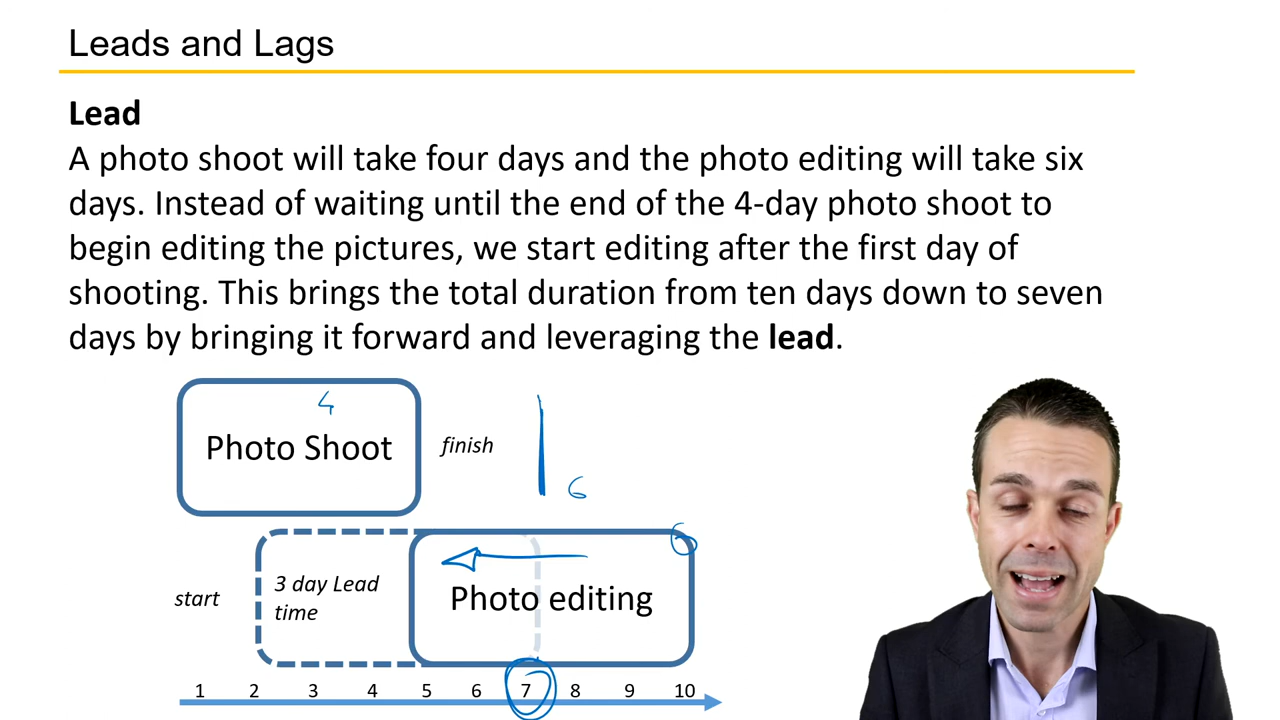 Leads and Lags
Lead
A photo shoot will take four days and the photo editing will take six
days. Instead of waiting until the end of the 4-day photo shoot to
begin editing the pictures, we start editing after the first day of
shooting. This brings the total duration from ten days down to seven
days by bringing it forward and leveraging the lead.
4
Photo Shoot
finish
6
start
3 day Lead
time
Photo editing
1 2 3 4 5 6 7 8 9 10